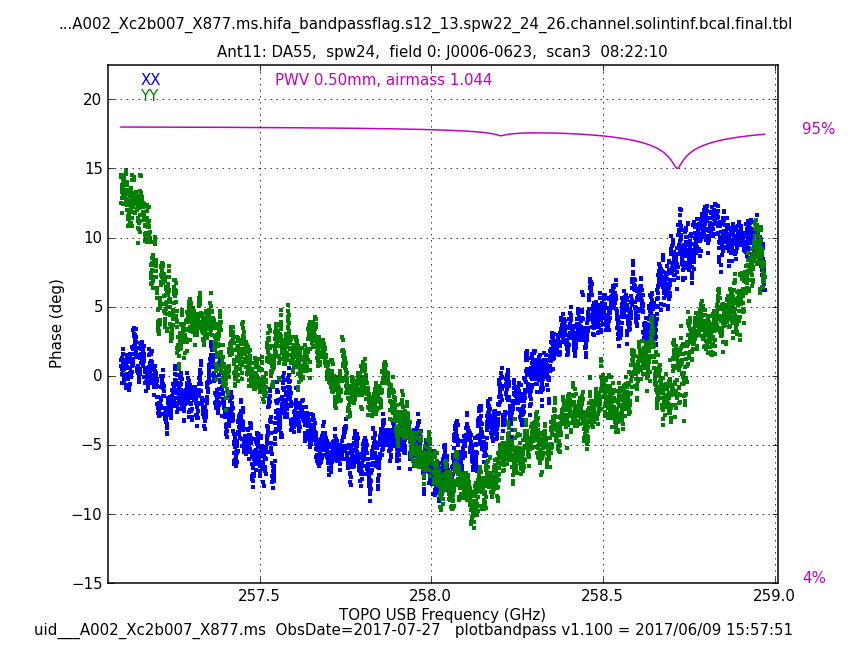 ...A002_Xc2b007_X877.ms.hifa_bandpassflag.s12_13.spw22_24_26.channel.solintinf.bcal.final.tbl
Ant11: DA55,  spw24,  field 0: J0006-0623,  scan3  08:22:10
XX
YY
PWV 0.50mm, airmass 1.044
95%
4%
20
15
10
5
0
−5
−10
−15
Phase (deg)
257.5 258.0 258.5 259.0
TOPO USB Frequency (GHz)
uid___A002_Xc2b007_X877.ms  ObsDate=2017-07-27   plotbandpass v1.100 = 2017/06/09 15:57:51